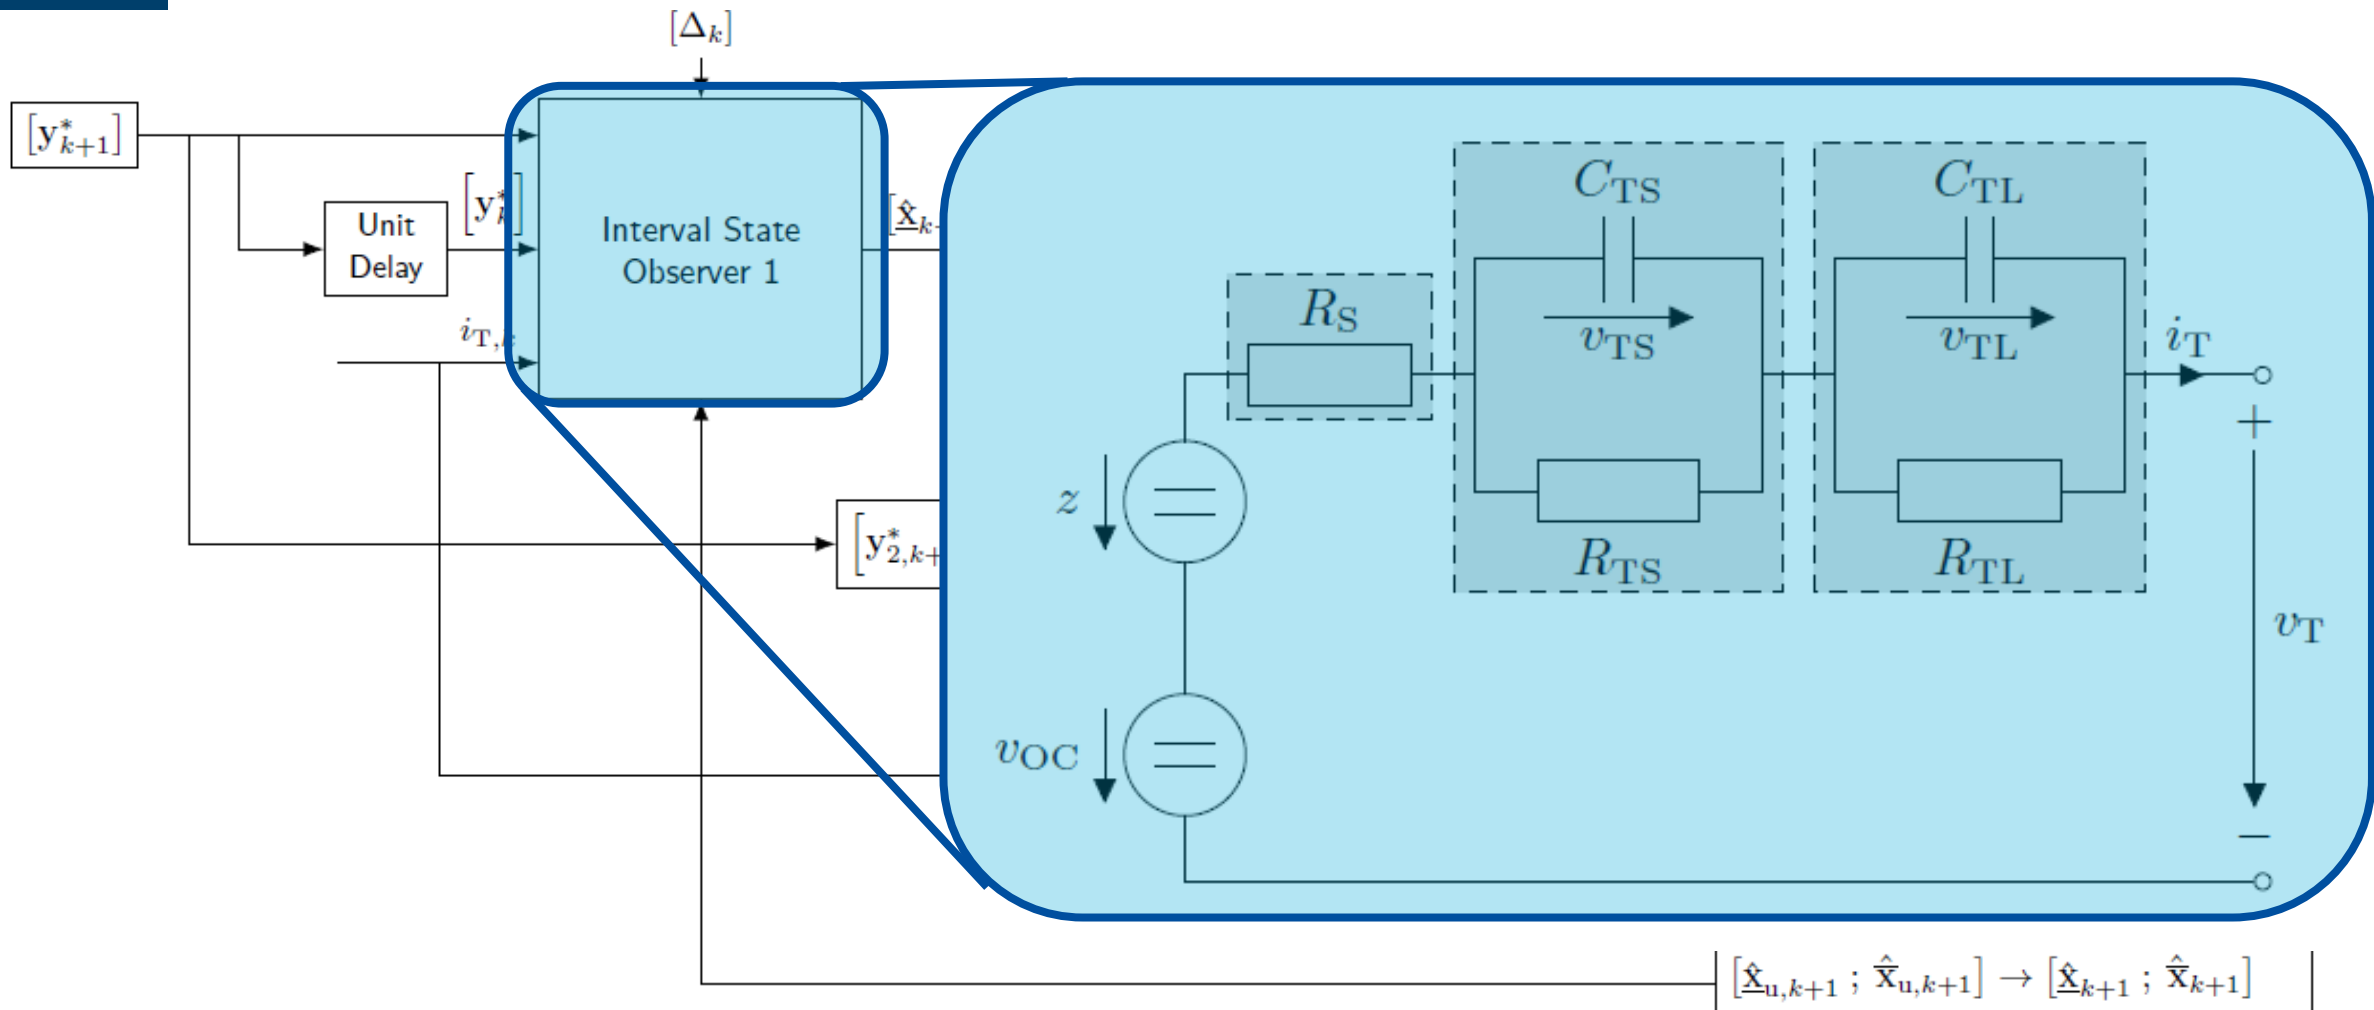 [Δ_k]
[y*_{k+1}]
[y*_k]
Unit
Delay
i_{T,k}
Interval State
Observer 1
[x̲̂_k
[y*_{2,k+
C_TS
C_TL
R_S
v_TS
v_TL
i_T
+
z
R_TS
R_TL
v_T
v_OC
−
[x̲̂_{u,k+1} ; x̅̂_{u,k+1}] → [x̲̂_{k+1} ; x̅̂_{k+1}]